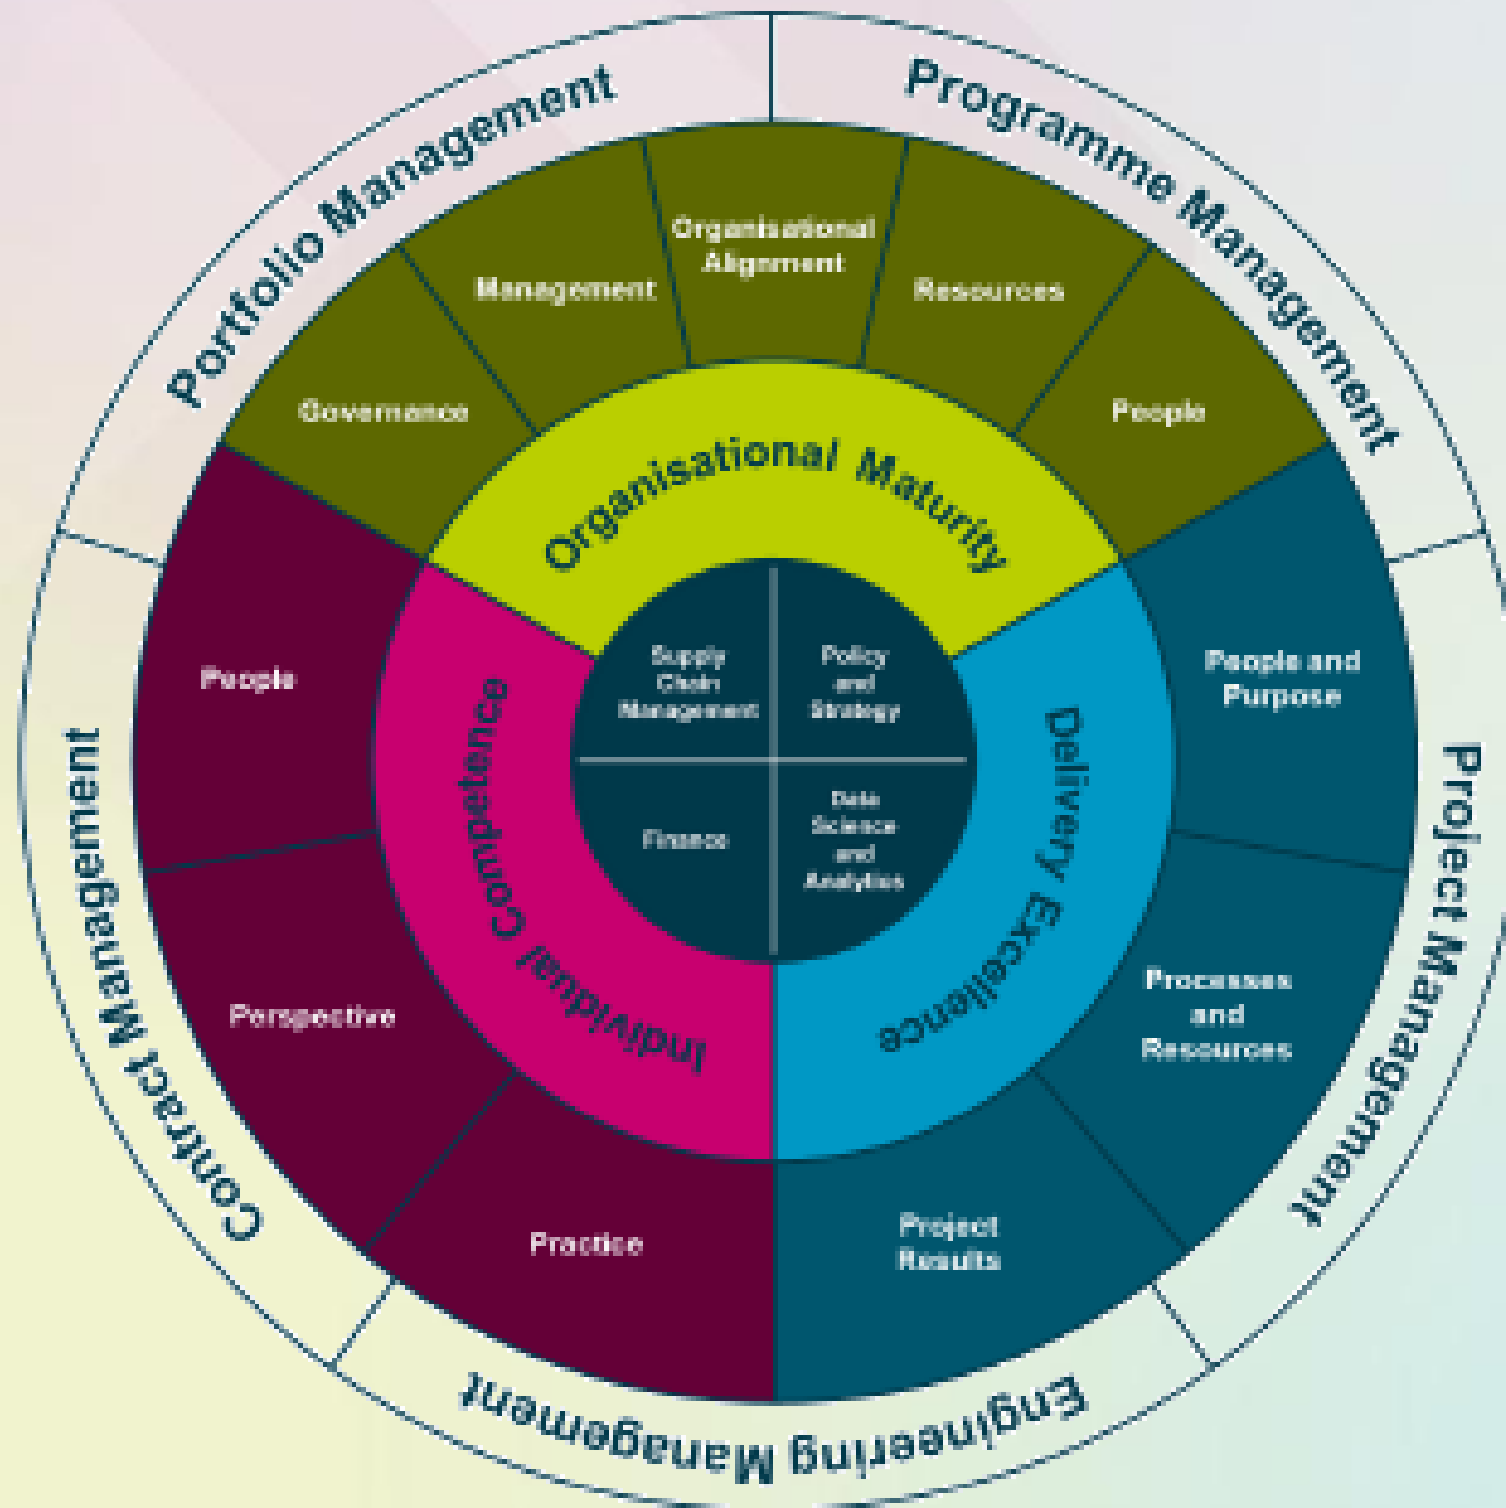 Portfolio Management
Programme Management
Project Management
Engineering Management
Contract Management
Governance
Management
Organisational
Alignment
Resources
People
People and
Purpose
Processes
and
Resources
Project
Results
Practice
Perspective
People
Organisational Maturity
Delivery Excellence
Individual Competence
Supply
Chain
Management
Policy
and
Strategy
Finance
Data
Science
and
Analytics